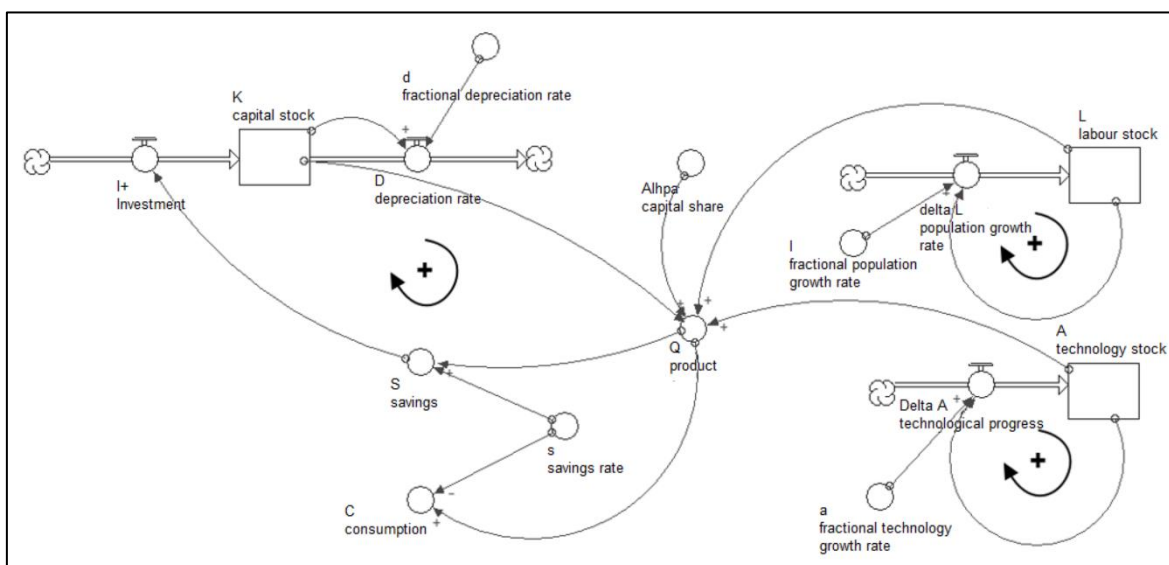 d
fractional depreciation rate
K
capital stock
+
I+
Investment
D
depreciation rate
Alhpa
capital share
L
labour stock
+
delta L
population growth
rate
l
fractional population
growth rate
+
+
+
+
+
Q
product
A
technology stock
S
savings
+
Delta A
technological progress
+
+
s
savings rate
-
C
consumption
+
a
fractional technology
growth rate